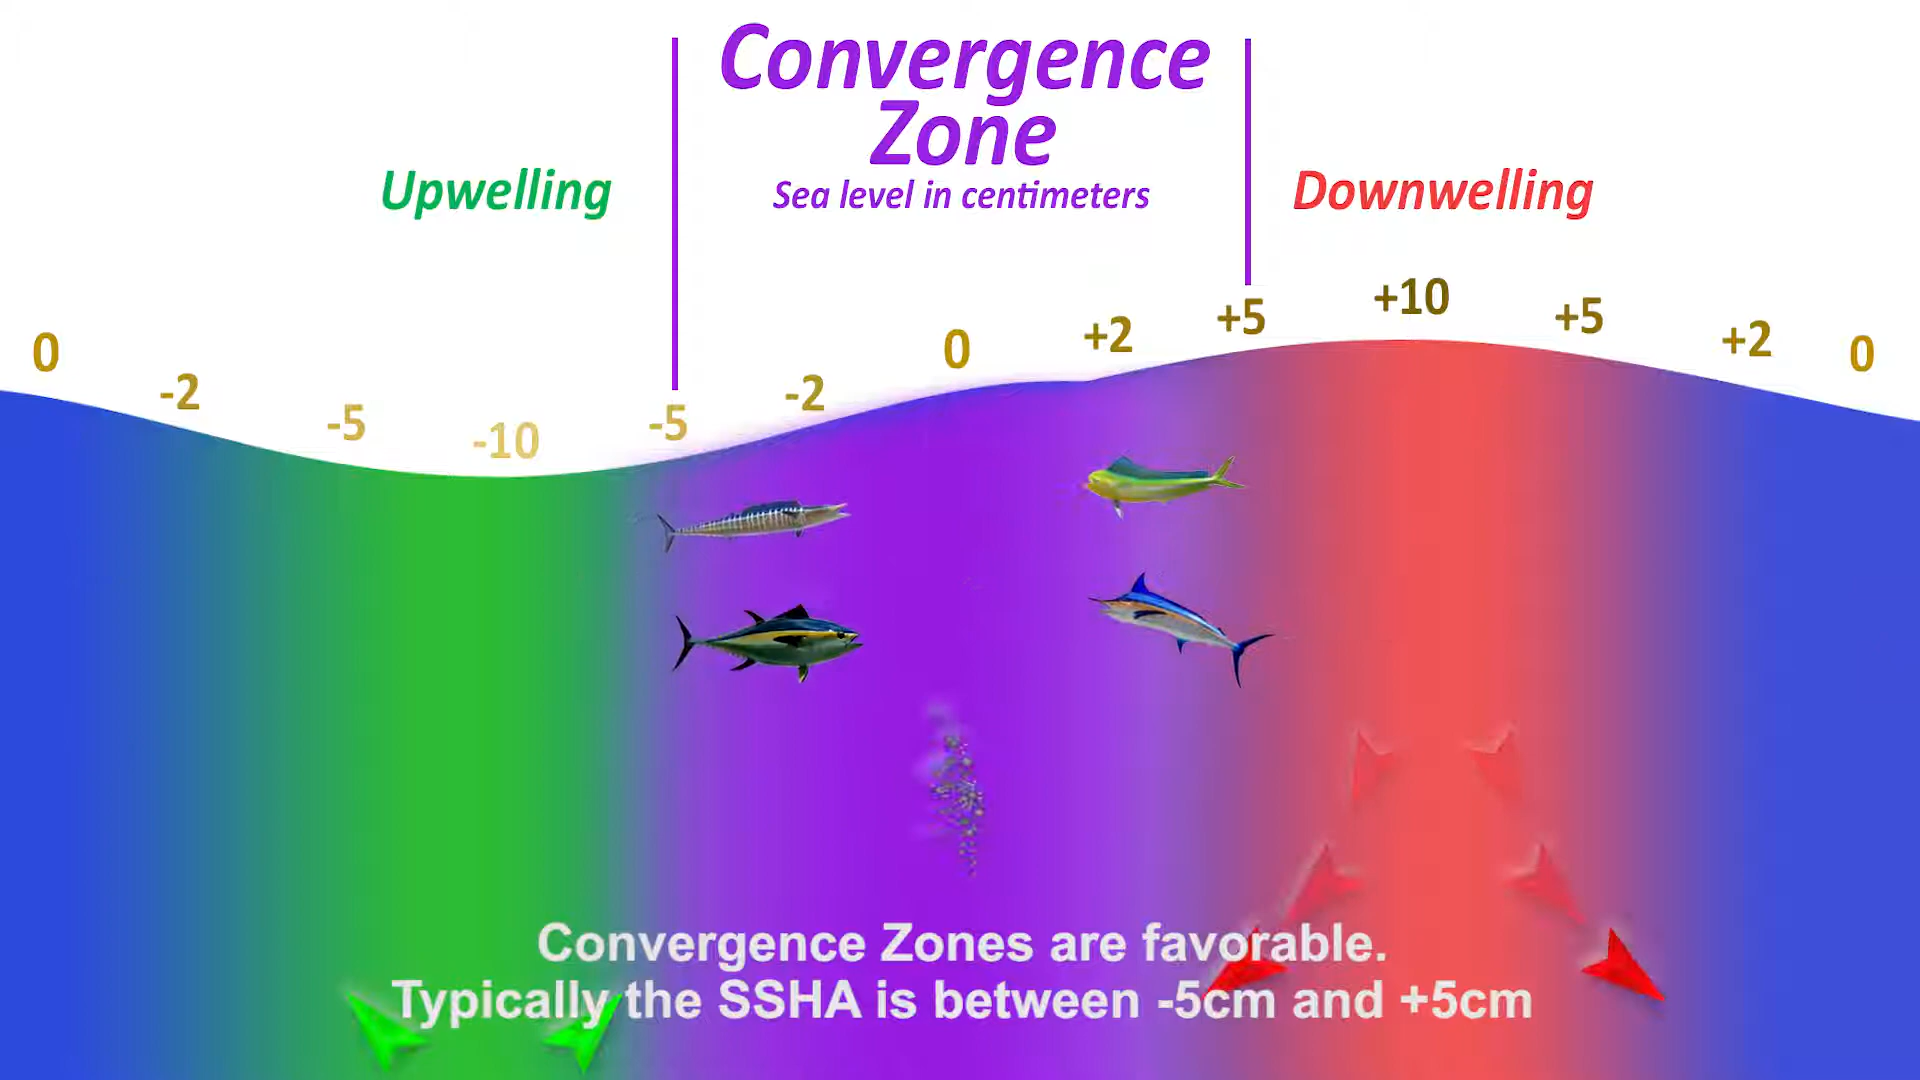 Convergence
Zone
Sea level in centimeters
Upwelling
Downwelling
0
-2
-5
-10
-5
-2
0
+2
+5
+10
+5
+2
0
Convergence Zones are favorable.
Typically the SSHA is between -5cm and +5cm